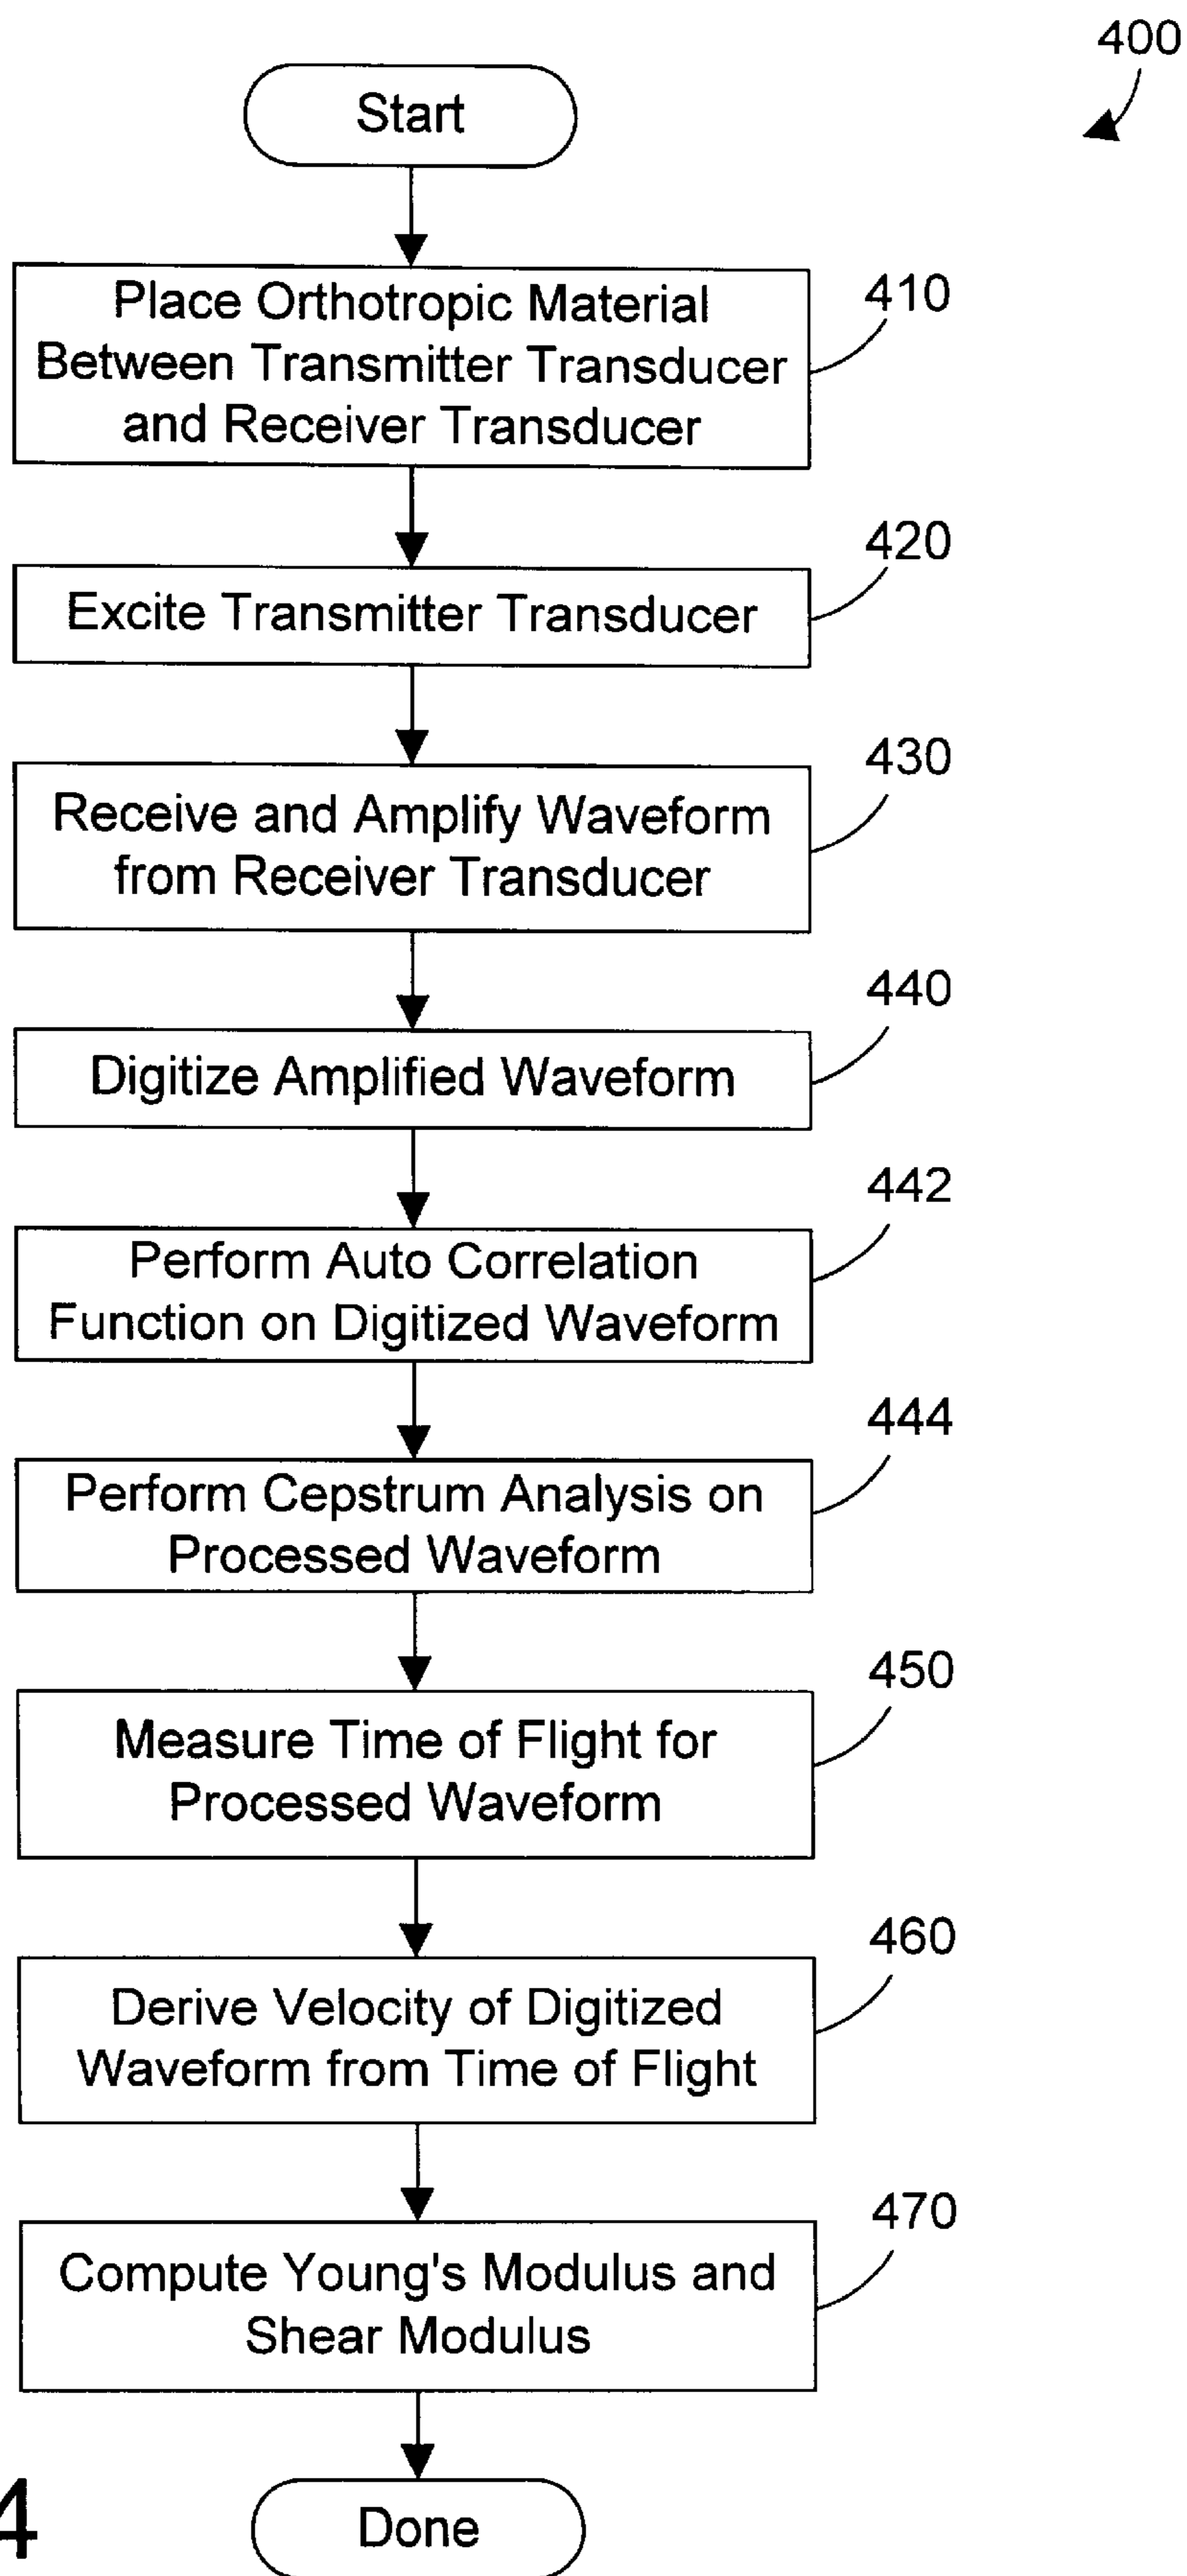 400
Start
Place Orthotropic Material
Between Transmitter Transducer
and Receiver Transducer
410
Excite Transmitter Transducer
420
Receive and Amplify Waveform
from Receiver Transducer
430
Digitize Amplified Waveform
440
Perform Auto Correlation
Function on Digitized Waveform
442
Perform Cepstrum Analysis on
Processed Waveform
444
Measure Time of Flight for
Processed Waveform
450
Derive Velocity of Digitized
Waveform from Time of Flight
460
Compute Young's Modulus and
Shear Modulus
470
4
Done